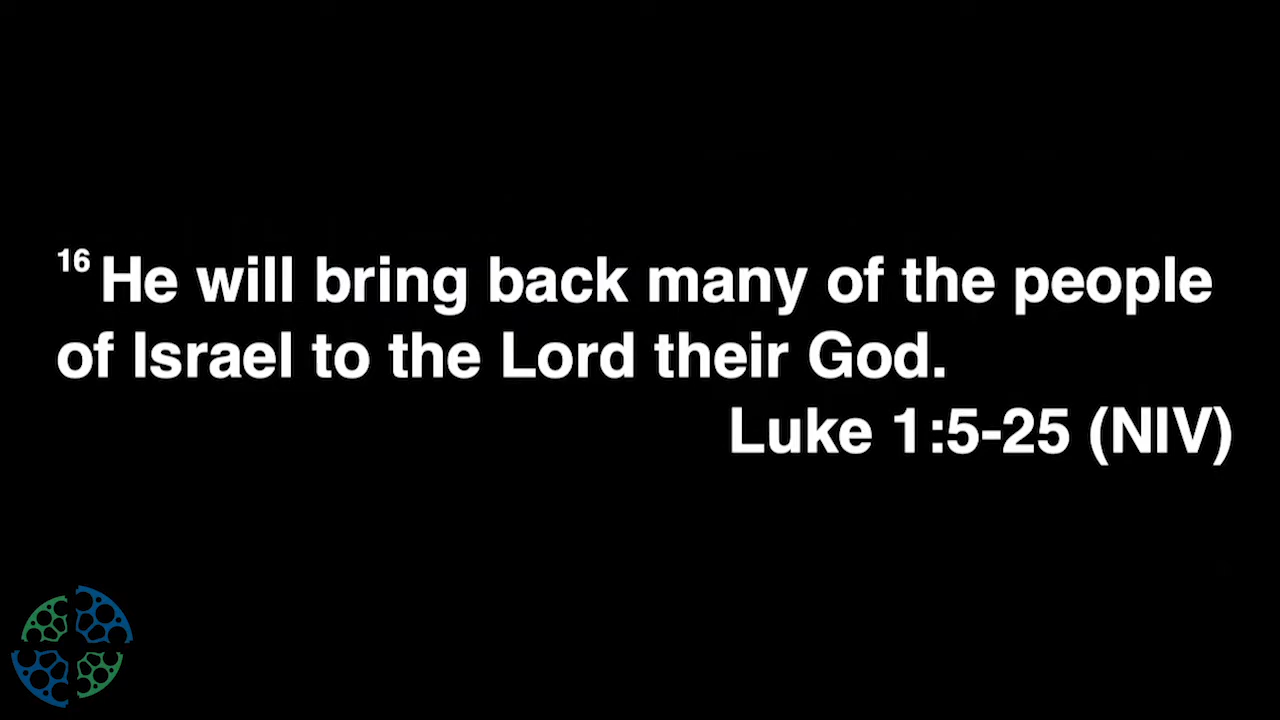 16 He will bring back many of the people
of Israel to the Lord their God.
Luke 1:5-25 (NIV)